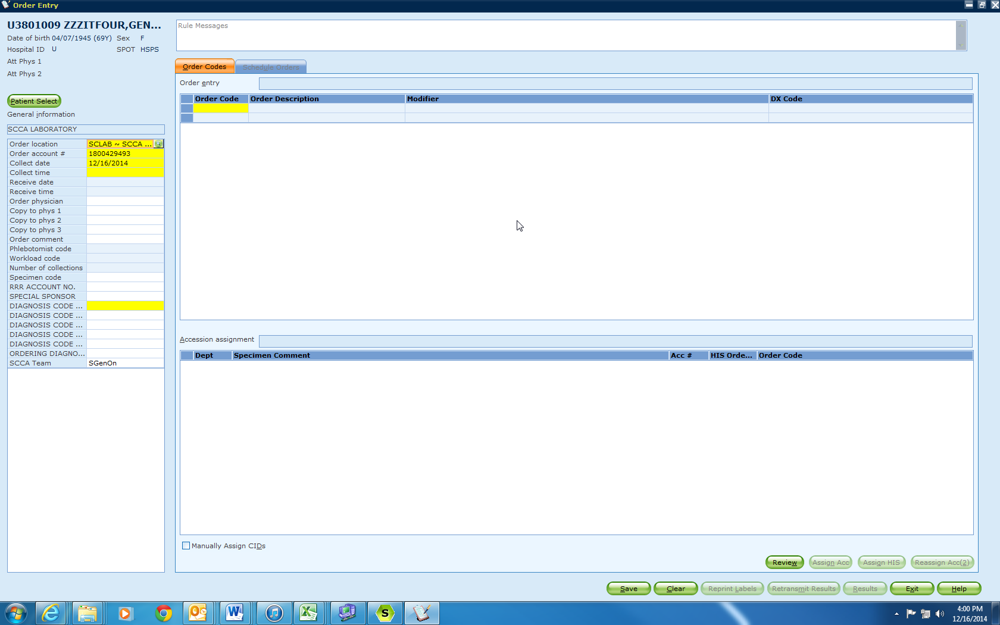 Order Entry
U3801009 ZZZITFOUR,GEN...
Date of birth 04/07/1945 (69Y) Sex F
Hospital ID U SPOT HSPS
Att Phys 1
Att Phys 2
Patient Select
General information
SCCA LABORATORY
Order location SCLAB ~ SCCA ...
Order account # 1800429493
Collect date 12/16/2014
Collect time
Receive date
Receive time
Order physician
Copy to phys 1
Copy to phys 2
Copy to phys 3
Order comment
Phlebotomist code
Workload code
Number of collections
Specimen code
RRR ACCOUNT NO.
SPECIAL SPONSOR
DIAGNOSIS CODE ...
DIAGNOSIS CODE ...
DIAGNOSIS CODE ...
DIAGNOSIS CODE ...
DIAGNOSIS CODE ...
ORDERING DIAGNO...
SCCA Team SGenOn
Rule Messages
Order Codes Schedule Orders
Order entry
Order Code Order Description Modifier DX Code
Accession assignment
Dept Specimen Comment Acc # HIS Orde... Order Code
Manually Assign CIDs
Review Assign Acc Assign HIS Reassign Acc(2)
Save Clear Reprint Labels Retransmit Results Results Exit Help
4:00 PM
12/16/2014